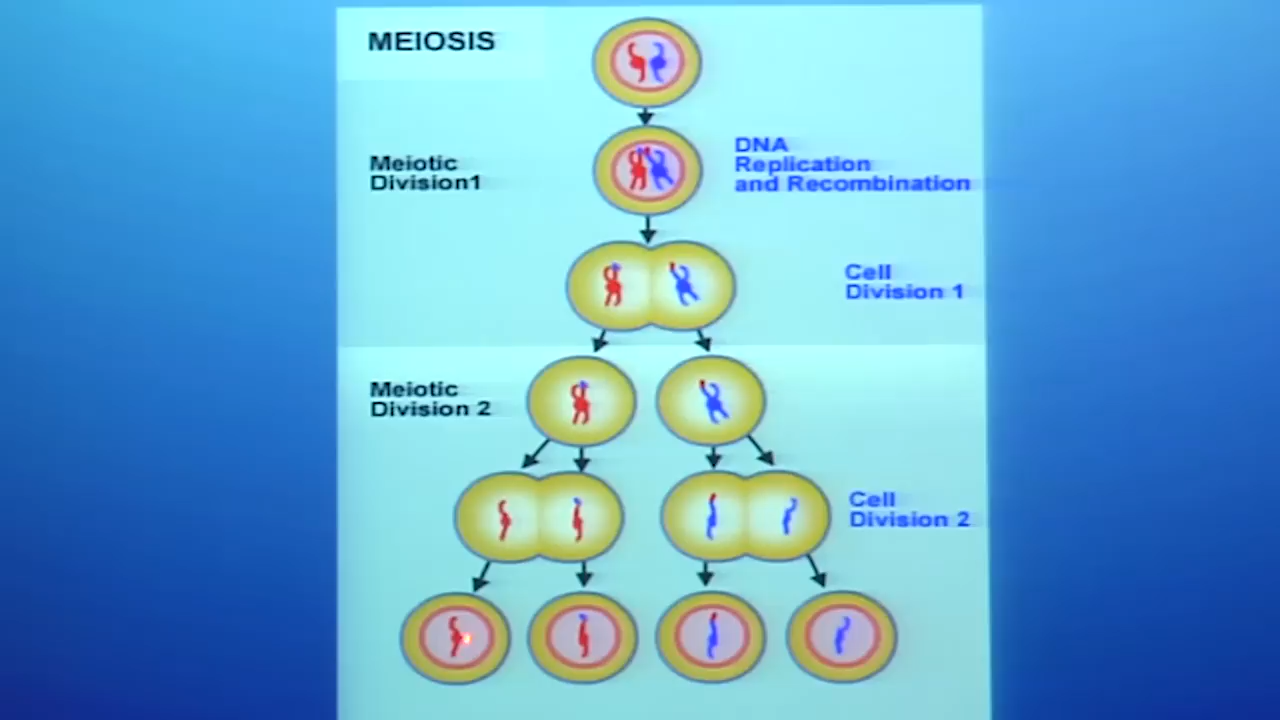 MEIOSIS
Meiotic
Division1
DNA
Replication
and Recombination
Cell
Division 1
Meiotic
Division 2
Cell
Division 2